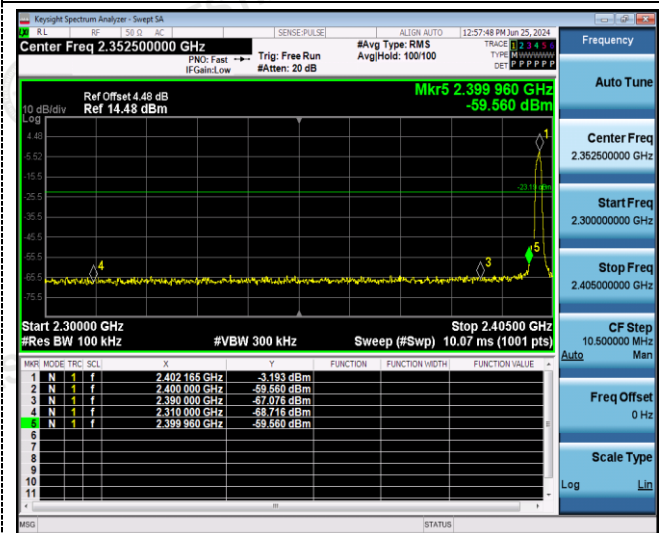 Keysight Spectrum Analyzer - Swept SA
RL RF 50 Ω AC SENSE:PULSE ALIGN AUTO 12:57:48 PM Jun 25, 2024
Center Freq 2.352500000 GHz
PNO: Fast
IFGain:Low
Trig: Free Run
#Atten: 20 dB
#Avg Type: RMS
Avg|Hold: 100/100
TRACE 1 2 3 4 5 6
TYPE M WWWWW
DET P P P P P P
Frequency
Auto Tune
Center Freq
2.352500000 GHz
Start Freq
2.300000000 GHz
Stop Freq
2.405000000 GHz
CF Step
10.500000 MHz
Auto Man
Freq Offset
0 Hz
Scale Type
Log Lin
Mkr5 2.399 960 GHz
-59.560 dBm
Ref Offset 4.48 dB
10 dB/div Ref 14.48 dBm
Log
4.48
-5.52
-15.5
-25.5
-35.5
-45.5
-55.5
-65.5
-75.5
1
-23.19 dBm
5
3
4
Start 2.30000 GHz Stop 2.40500 GHz
#Res BW 100 kHz #VBW 300 kHz Sweep (#Swp) 10.07 ms (1001 pts)
MKR MODE TRC SCL X Y FUNCTION FUNCTION WIDTH FUNCTION VALUE
1 N 1 f 2.402 165 GHz -3.193 dBm
2 N 1 f 2.400 000 GHz -59.560 dBm
3 N 1 f 2.390 000 GHz -67.076 dBm
4 N 1 f 2.310 000 GHz -68.716 dBm
5 N 1 f 2.399 960 GHz -59.560 dBm
6
7
8
9
10
11
MSG STATUS